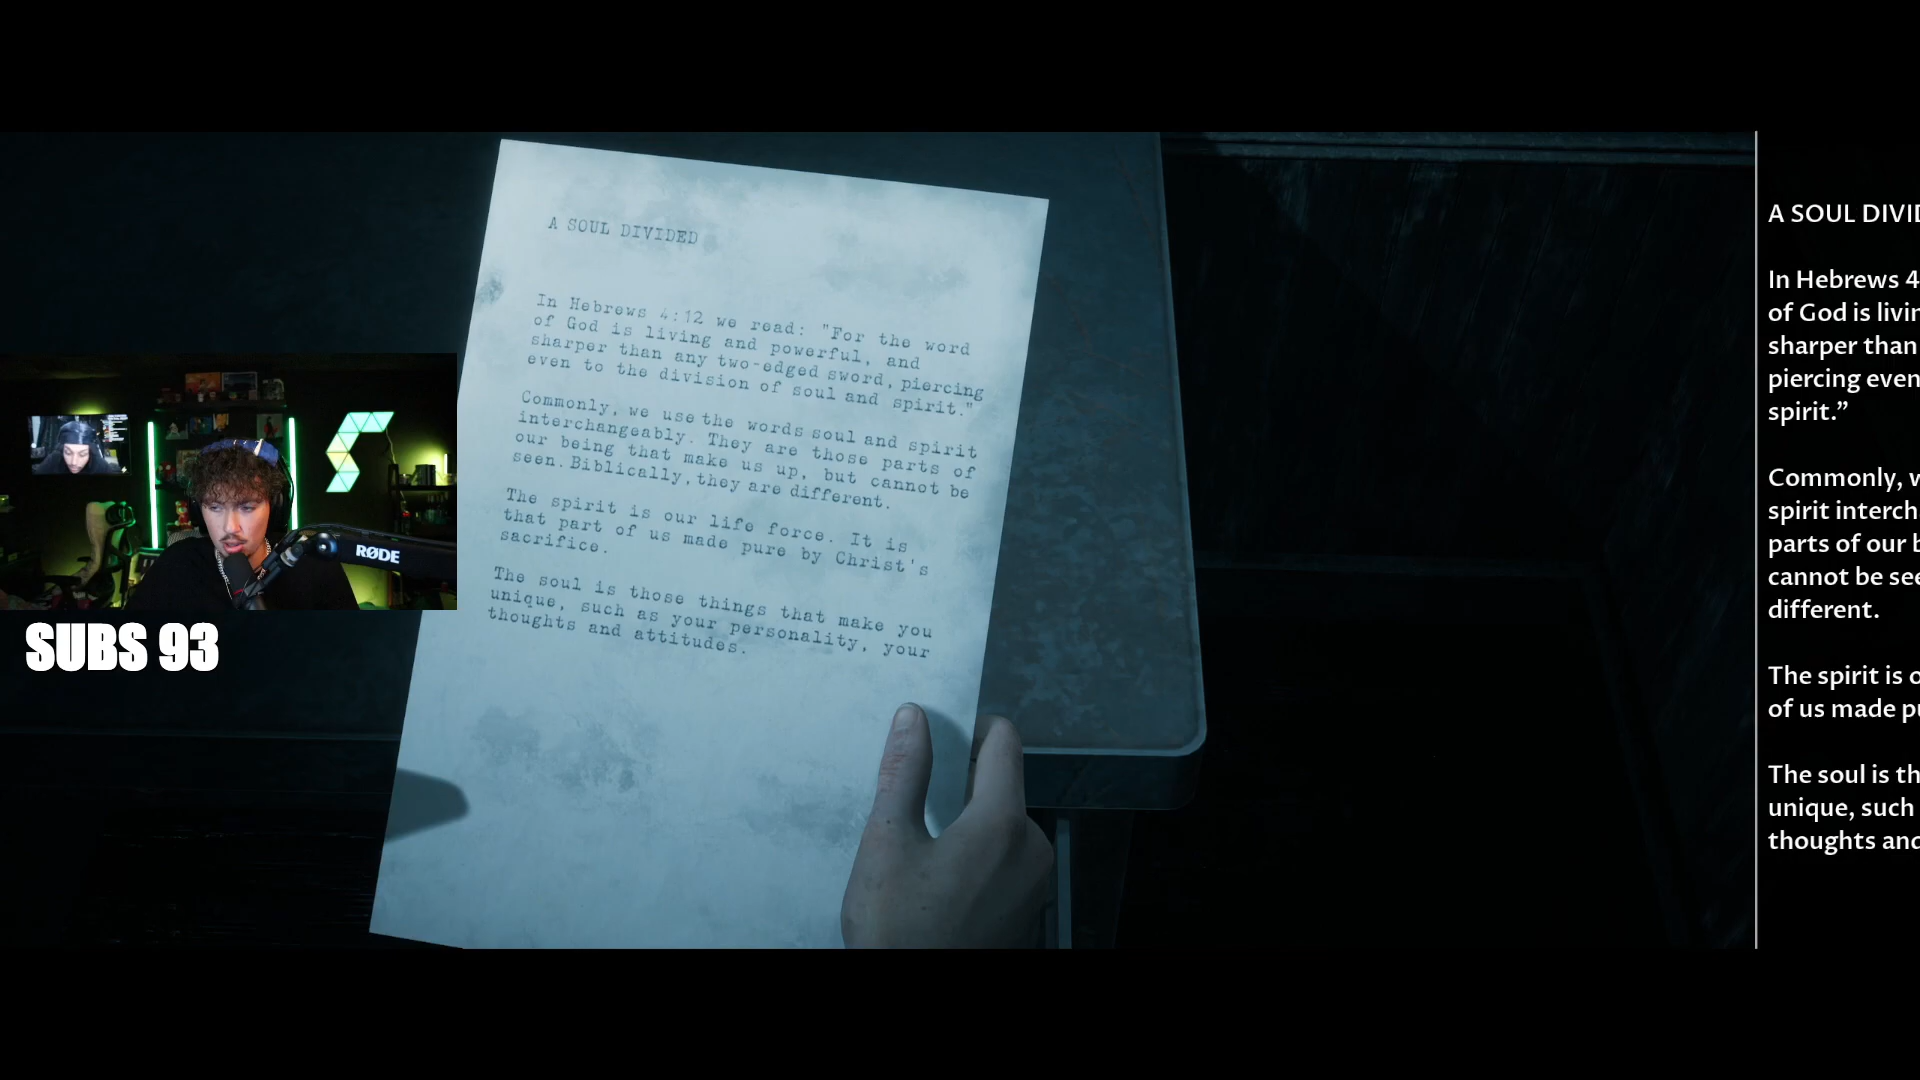 A SOUL DIVIDED
In Hebrews 4:12 we read: "For the word
of God is living and powerful, and
sharper than any two-edged sword, piercing
even to the division of soul and spirit."
Commonly, we use the words soul and spirit
interchangeably. They are those parts of
our being that make us up, but cannot be
seen. Biblically, they are different.
The spirit is our life force. It is
that part of us made pure by Christ's
sacrifice.
The soul is those things that make you
unique, such as your personality, your
thoughts and attitudes.
RØDE
SUBS 93
A SOUL DIVI
In Hebrews 4
of God is livin
sharper than
piercing even
spirit.”
Commonly, w
spirit interch
parts of our b
cannot be see
different.
The spirit is o
of us made pu
The soul is th
unique, such
thoughts and